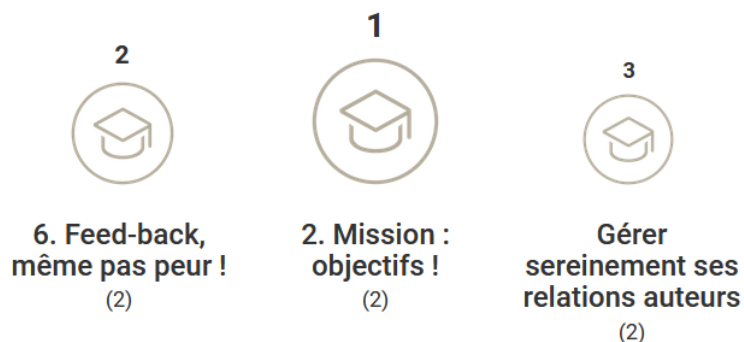 2
6. Feed-back,
même pas peur !
(2)
1
2. Mission :
objectifs !
(2)
3
Gérer
sereinement ses
relations auteurs
(2)